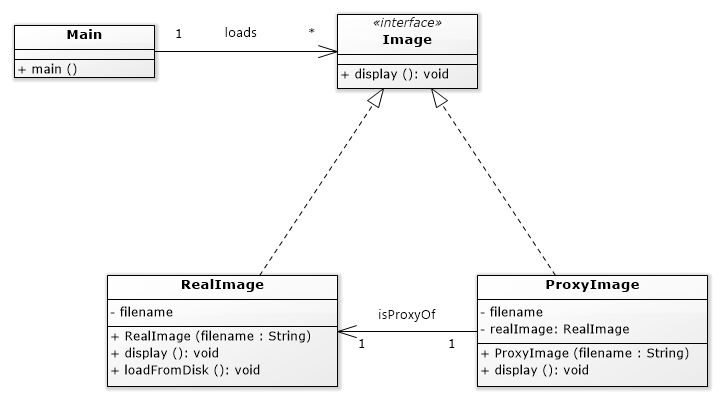 Main
+ main ()
1 loads *
«interface»
Image
+ display (): void
RealImage
- filename
+ RealImage (filename : String)
+ display (): void
+ loadFromDisk (): void
isProxyOf
1 1
ProxyImage
- filename
- realImage: RealImage
+ ProxyImage (filename : String)
+ display (): void